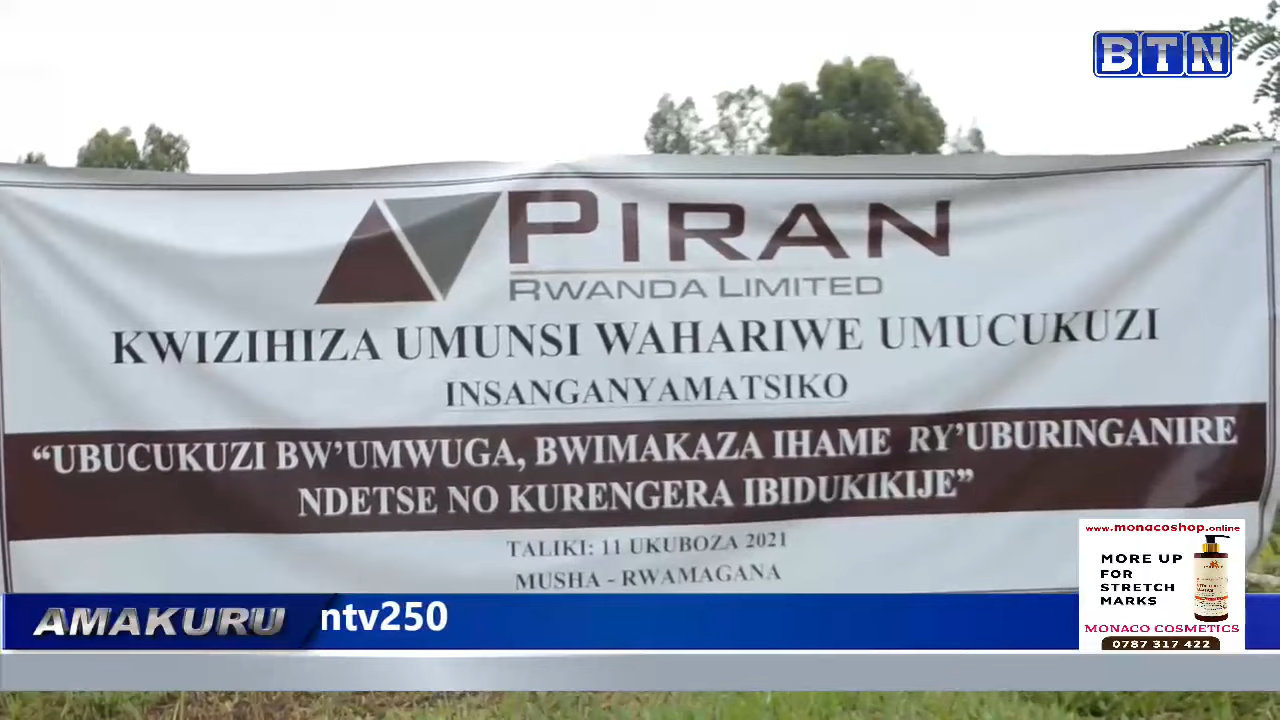 BTN
PIRAN
RWANDA LIMITED
KWIZIHIZA UMUNSI WAHARIWE UMUCUKUZI
INSANGANYAMATSIKO
“UBUCUKUZI BW’UMWUGA, BWIMAKAZA IHAME RY’UBURINGANIRE
NDETSE NO KURENGERA IBIDUKIKIJE”
TALIKI: 11 UKUBOZA 2021
MUSHA - RWAMAGANA
www.monacoshop.online
MORE UP
FOR
STRETCH
MARKS
MONACO COSMETICS
0787 317 422
AMAKURU
ntv250